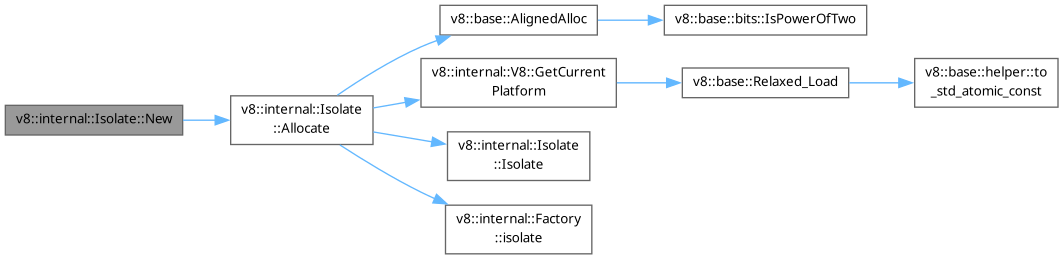 v8::internal::Isolate::New
v8::internal::Isolate
::Allocate
v8::base::AlignedAlloc
v8::base::bits::IsPowerOfTwo
v8::internal::V8::GetCurrent
Platform
v8::base::Relaxed_Load
v8::base::helper::to
_std_atomic_const
v8::internal::Isolate
::Isolate
v8::internal::Factory
::isolate